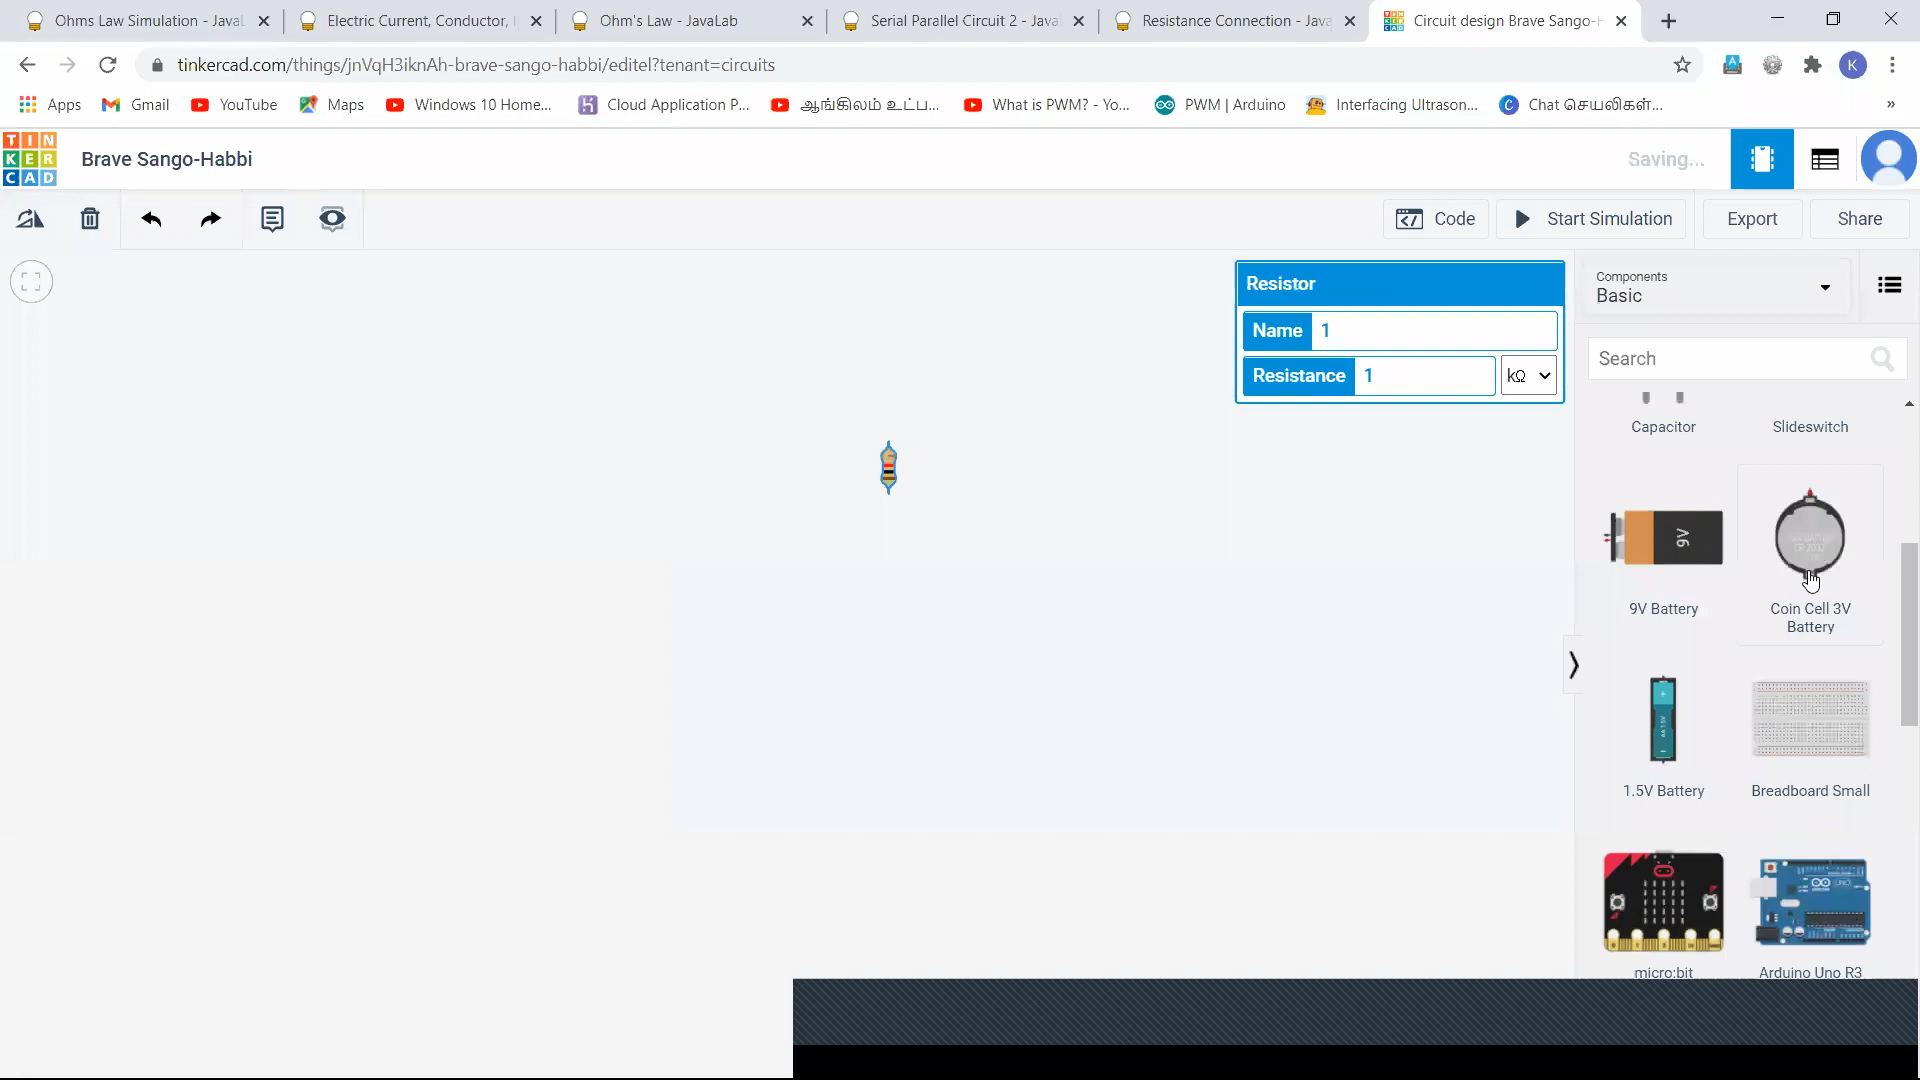 Ohms Law Simulation - Java
Electric Current, Conductor,
Ohm's Law - JavaLab
Serial Parallel Circuit 2 - Java
Resistance Connection - Java
Circuit design Brave Sango-H
tinkercad.com/things/jnVqH3iknAh-brave-sango-habbi/editel?tenant=circuits
K
Apps
Gmail
YouTube
Maps
Windows 10 Home...
Cloud Application P...
ஆங்கிலம் உட்ப...
What is PWM? - Yo...
PWM | Arduino
Interfacing Ultrason...
Chat செயலிகள்...
»
TIN
KER
CAD
Brave Sango-Habbi
Saving...
Code
Start Simulation
Export
Share
Resistor
Name 1
Resistance 1 kΩ
Components
Basic
Search
Capacitor
Slideswitch
9V
9V Battery
Coin Cell 3V
Battery
1.5V Battery
Breadboard Small
micro:bit
Arduino Uno R3